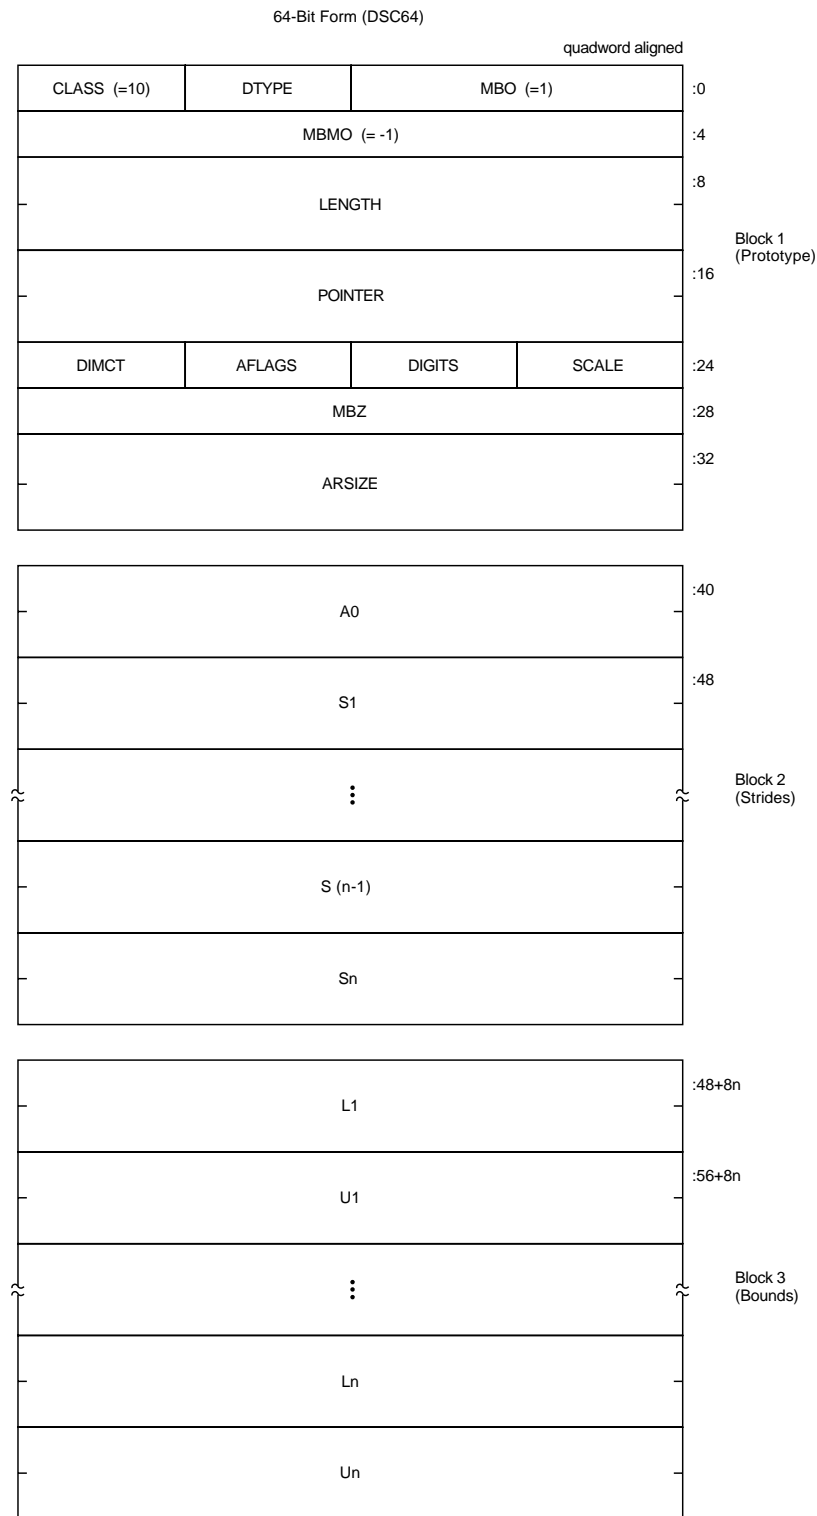 64-Bit Form (DSC64)
quadword aligned
CLASS (=10) DTYPE MBO (=1) :0
MBMO (= -1) :4
:8
LENGTH
Block 1
(Prototype)
:16
POINTER
DIMCT AFLAGS DIGITS SCALE :24
MBZ :28
:32
ARSIZE
:40
A0
:48
S1
Block 2
(Strides)
S (n-1)
Sn
:48+8n
L1
:56+8n
U1
Block 3
(Bounds)
Ln
Un